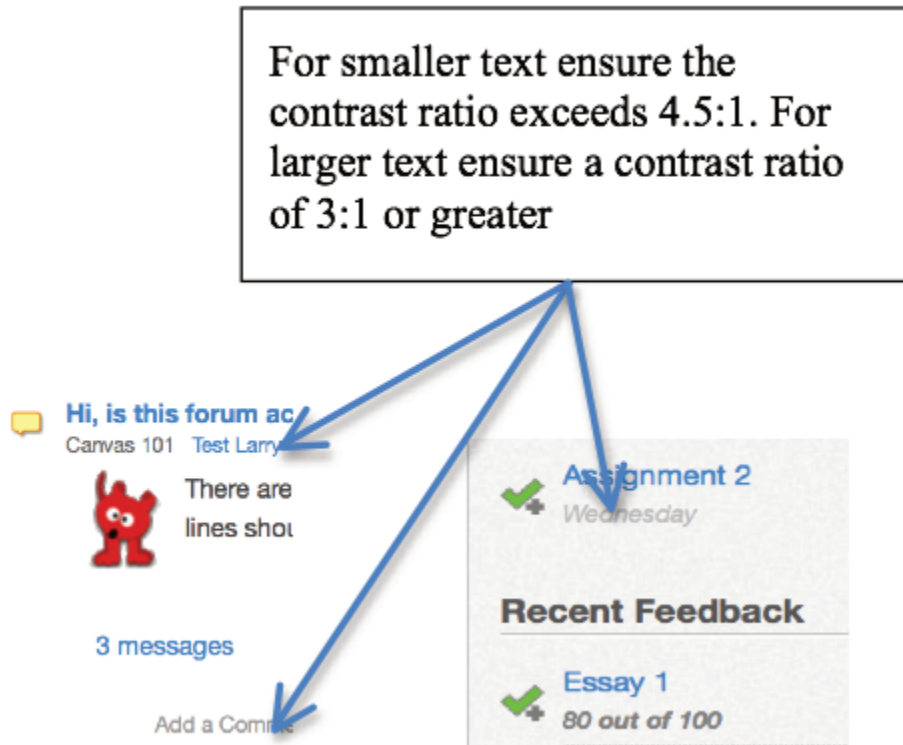 For smaller text ensure the
contrast ratio exceeds 4.5:1. For
larger text ensure a contrast ratio
of 3:1 or greater
Hi, is this forum ac
Canvas 101 Test Larry
There are
lines shou
3 messages
Add a Comme
Assignment 2
Wednesday
Recent Feedback
Essay 1
80 out of 100